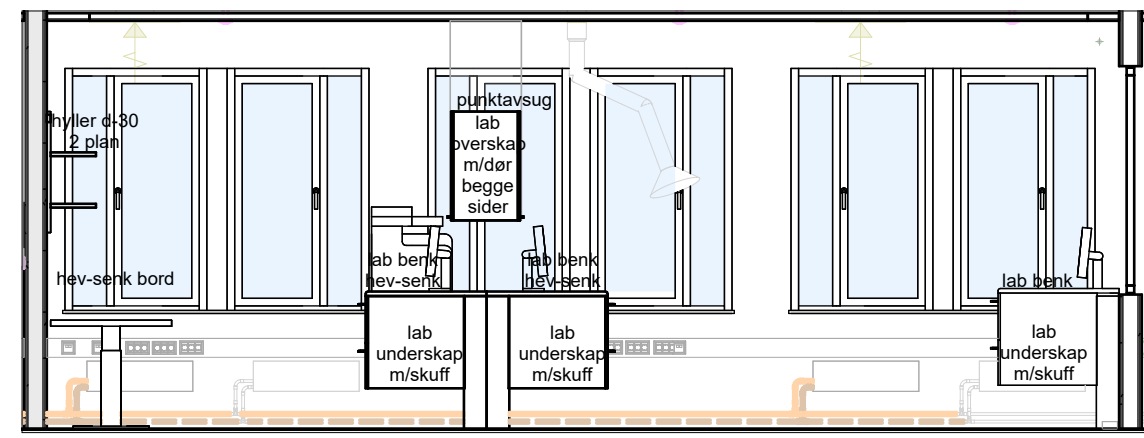 hyller d-30
2 plan
punktavsug
lab
overskap
m/dør
begge
sider
hev-senk bord
lab benk
hev-senk
lab benk
hev-senk
lab benk
lab
underskap
m/skuff
lab
underskap
m/skuff
lab
underskap
m/skuff